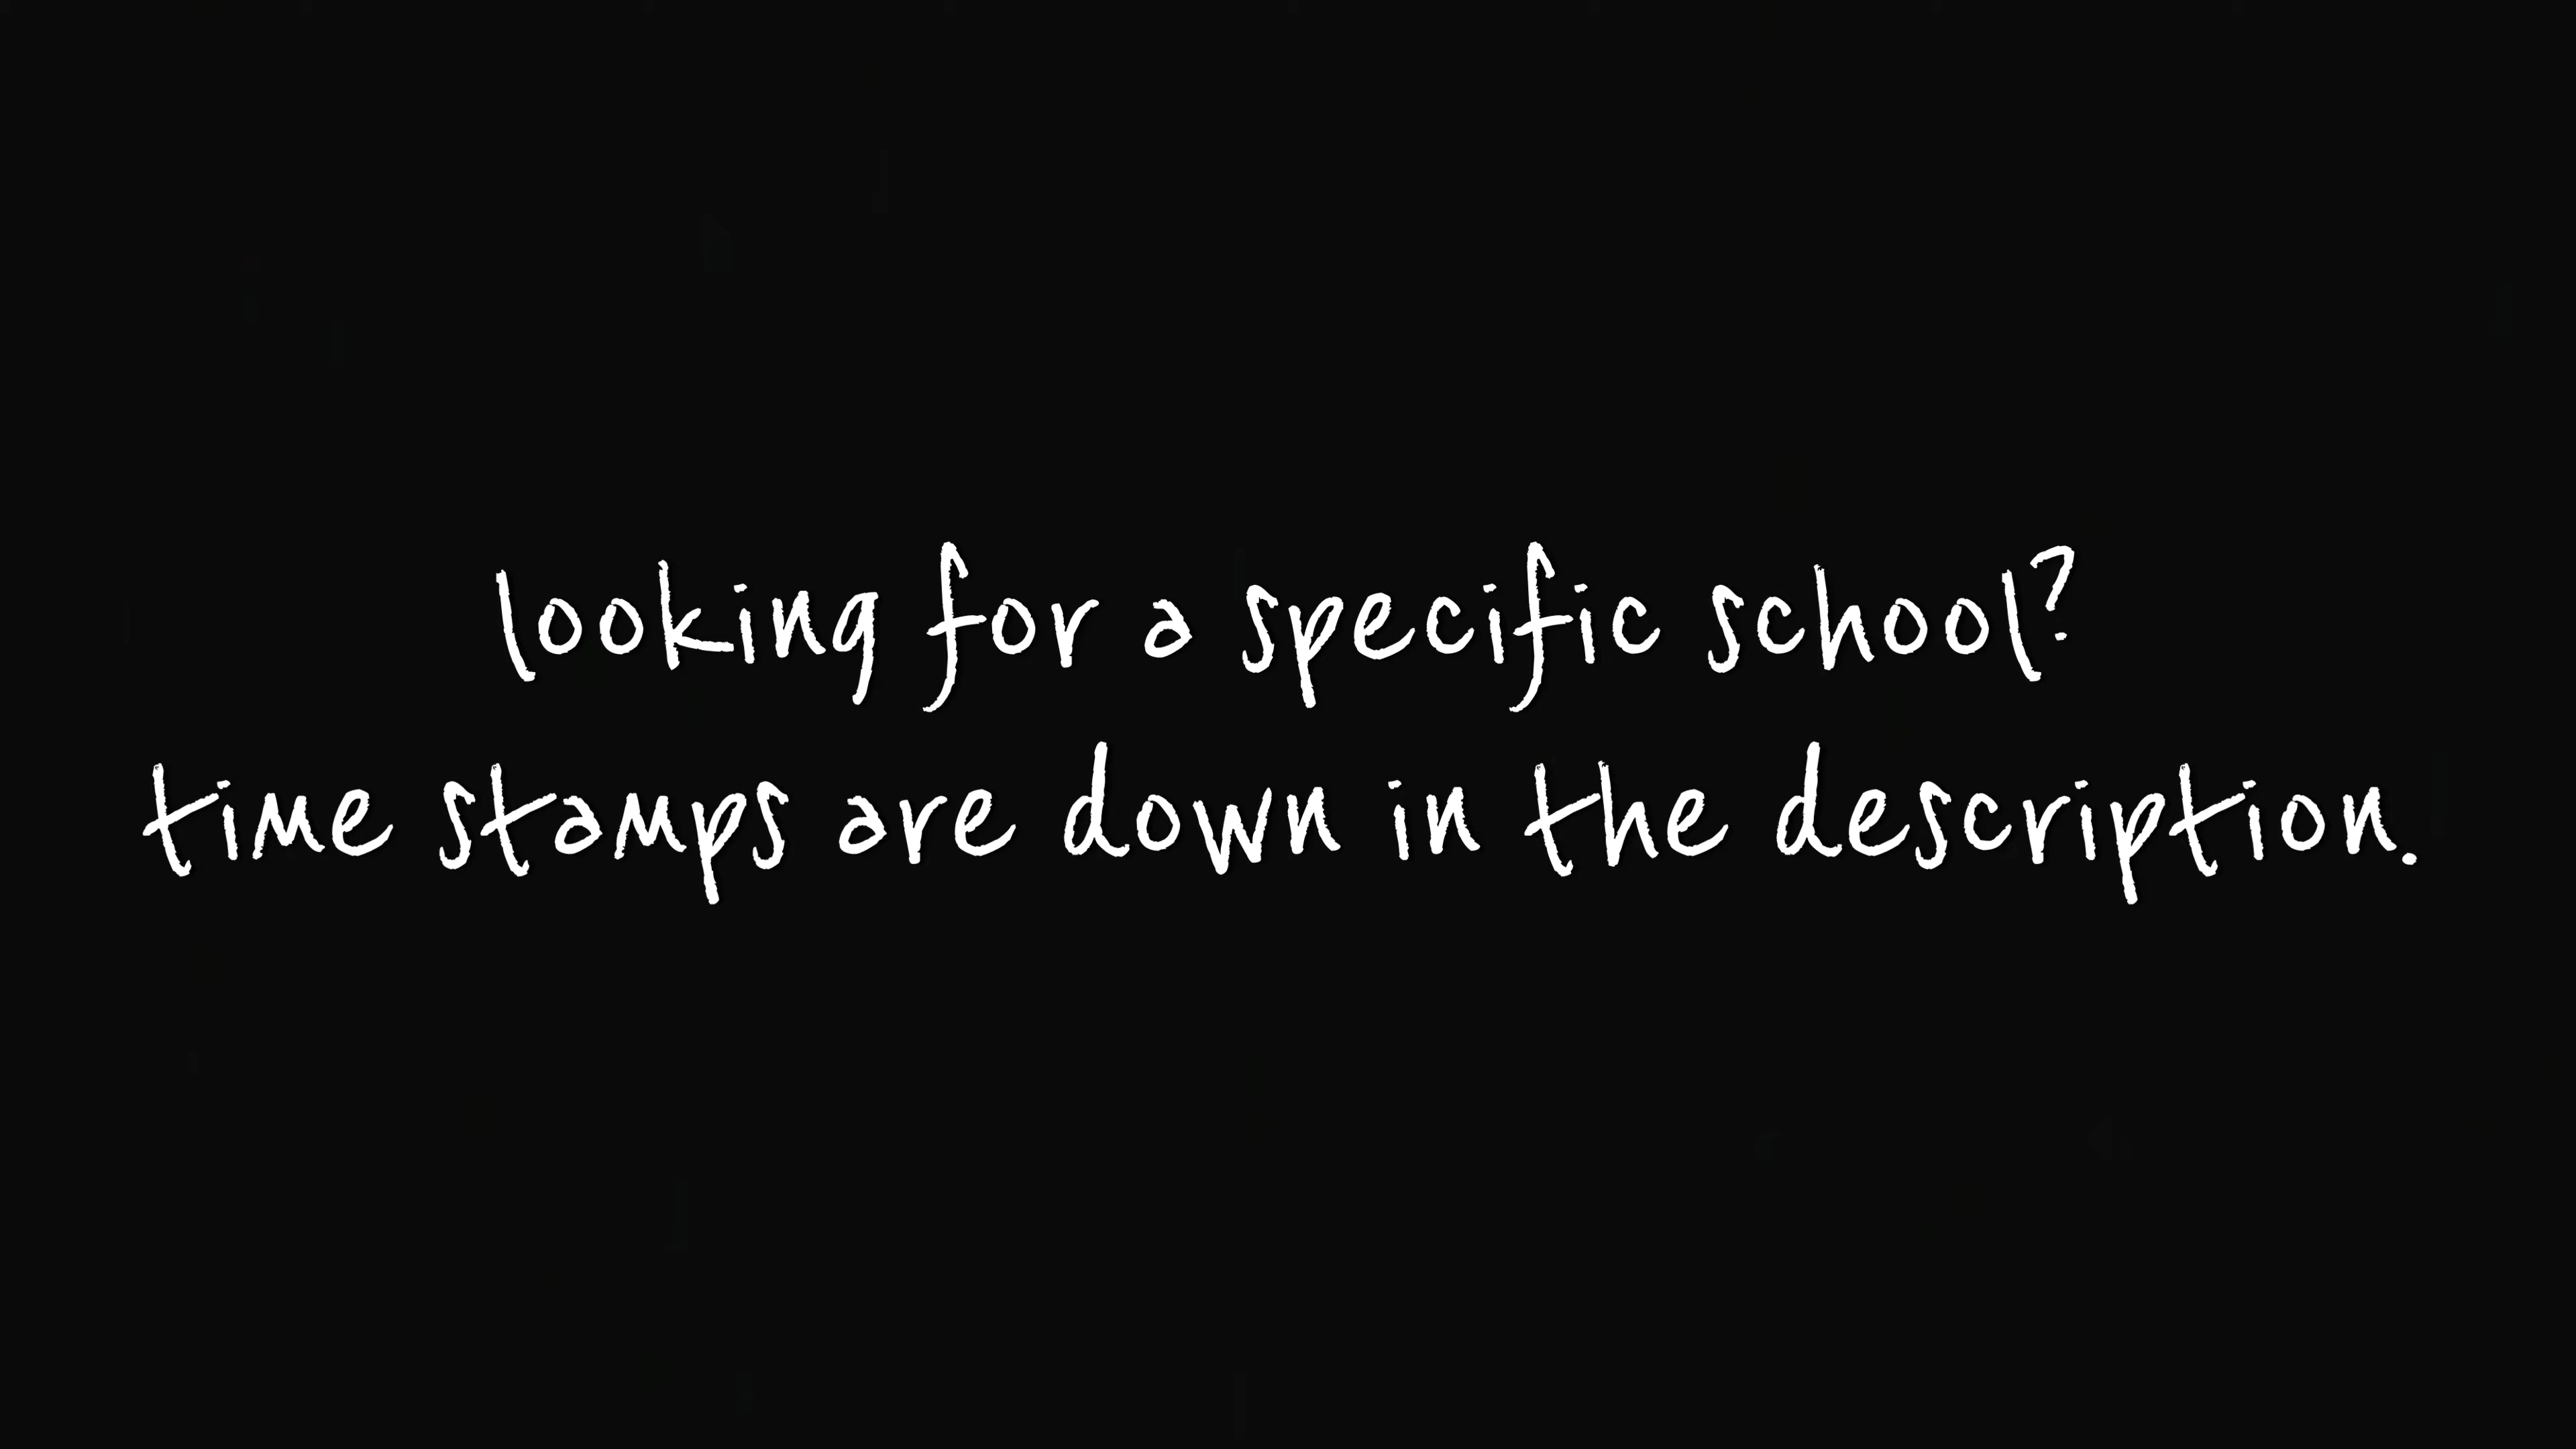 looking for a specific school?
time stamps are down in the description.